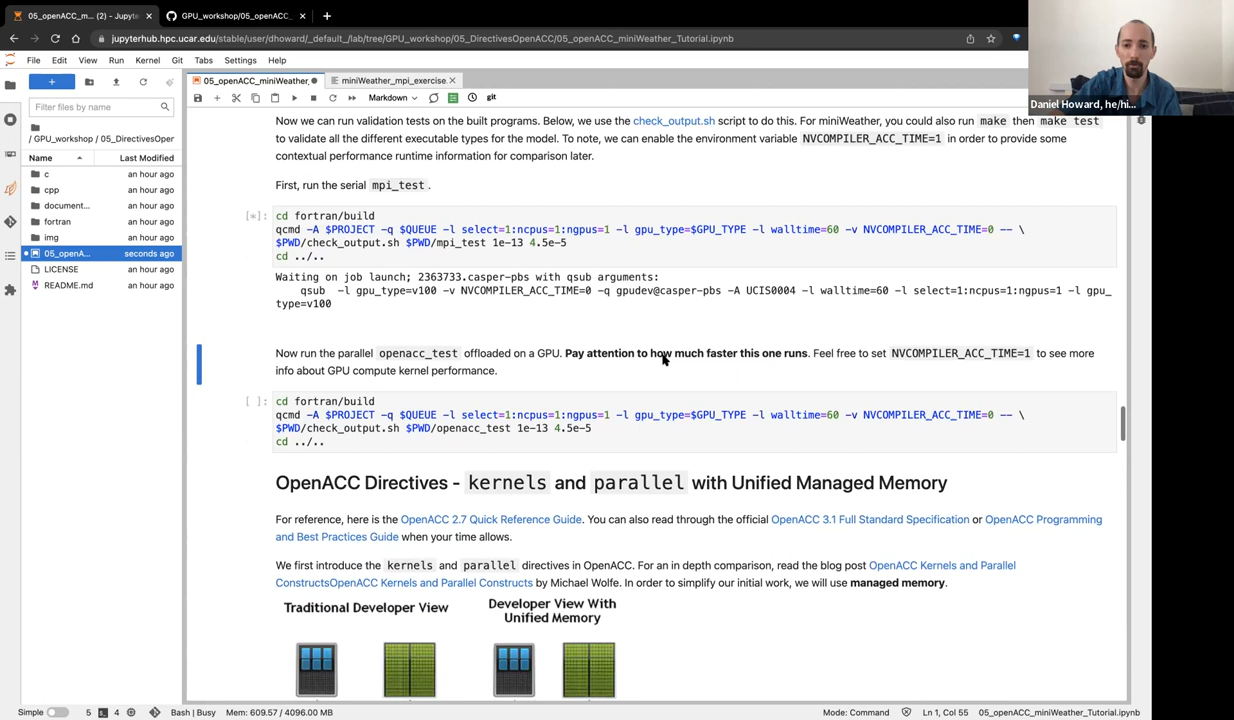 05_openACC_m... (2) - Jupyter
GPU_workshop/05_openACC_
jupyterhub.hpc.ucar.edu/stable/user/dhoward/_default_/lab/tree/GPU_workshop/05_DirectivesOpenACC/05_openACC_miniWeather_Tutorial.ipynb
Daniel Howard, he/hi...
File Edit View Run Kernel Git Tabs Settings Help
05_openACC_miniWeather_
miniWeather_mpi_exercise.
Markdown
git
Filter files by name
/ GPU_workshop / 05_DirectivesOper
Name
Last Modified
c an hour ago
cpp an hour ago
document... an hour ago
fortran an hour ago
img an hour ago
05_openA... seconds ago
LICENSE an hour ago
README.md an hour ago
Now we can run validation tests on the built programs. Below, we use the check_output.sh script to do this. For miniWeather, you could also run make then make test
to validate all the different executable types for the model. To note, we can enable the environment variable NVCOMPILER_ACC_TIME=1 in order to provide some
contextual performance runtime information for comparison later.
First, run the serial mpi_test .
[*]: cd fortran/build
qcmd -A $PROJECT -q $QUEUE -l select=1:ncpus=1:ngpus=1 -l gpu_type=$GPU_TYPE -l walltime=60 -v NVCOMPILER_ACC_TIME=0 -- \
$PWD/check_output.sh $PWD/mpi_test 1e-13 4.5e-5
cd ../..
Waiting on job launch; 2363733.casper-pbs with qsub arguments:
qsub -l gpu_type=v100 -v NVCOMPILER_ACC_TIME=0 -q gpudev@casper-pbs -A UCIS0004 -l walltime=60 -l select=1:ncpus=1:ngpus=1 -l gpu_
type=v100
Now run the parallel openacc_test offloaded on a GPU. Pay attention to how much faster this one runs. Feel free to set NVCOMPILER_ACC_TIME=1 to see more
info about GPU compute kernel performance.
[ ]: cd fortran/build
qcmd -A $PROJECT -q $QUEUE -l select=1:ncpus=1:ngpus=1 -l gpu_type=$GPU_TYPE -l walltime=60 -v NVCOMPILER_ACC_TIME=0 -- \
$PWD/check_output.sh $PWD/openacc_test 1e-13 4.5e-5
cd ../..
OpenACC Directives - kernels and parallel with Unified Managed Memory
For reference, here is the OpenACC 2.7 Quick Reference Guide. You can also read through the official OpenACC 3.1 Full Standard Specification or OpenACC Programming
and Best Practices Guide when your time allows.
We first introduce the kernels and parallel directives in OpenACC. For an in depth comparison, read the blog post OpenACC Kernels and Parallel
ConstructsOpenACC Kernels and Parallel Constructs by Michael Wolfe. In order to simplify our initial work, we will use managed memory.
Traditional Developer View
Developer View With
Unified Memory
Simple 5 4 Bash | Busy Mem: 609.57 / 4096.00 MB
Mode: Command Ln 1, Col 55 05_openACC_miniWeather_Tutorial.ipynb